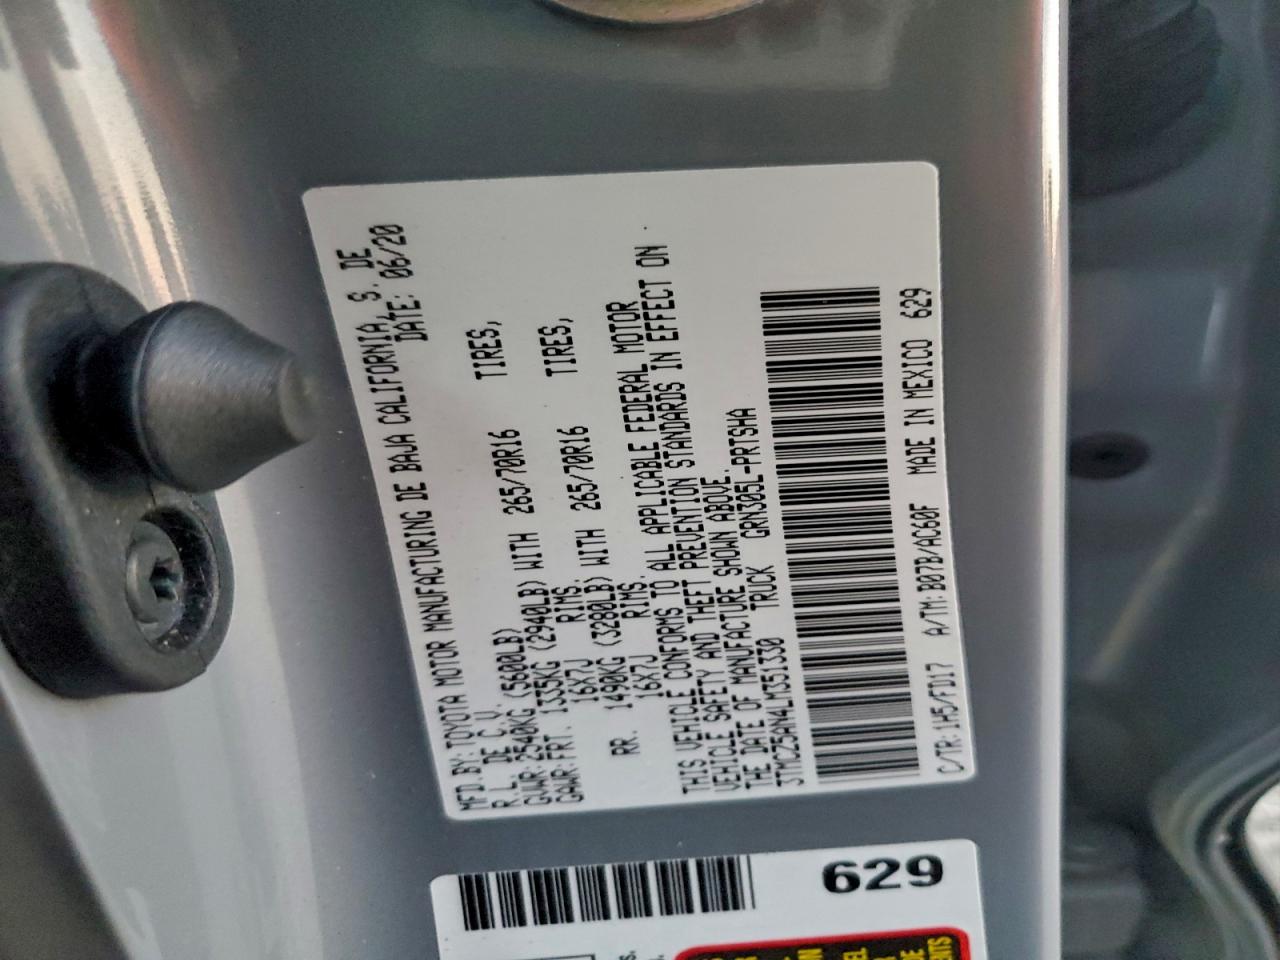 MFD.BY:TOYOTA MOTOR MANUFACTURING DE BAJA CALIFORNIA, S. DE
R.L. DE C.V. DATE: 06/20
GVWR:2540KG(5600LB)
GAWR:FRT. 1335KG(2940LB) WITH 265/70R16 TIRES,
16X7J RIMS.
RR. 1490KG(3280LB) WITH 265/70R16 TIRES,
16X7J RIMS.
THIS VEHICLE CONFORMS TO ALL APPLICABLE FEDERAL MOTOR
VEHICLE SAFETY AND THEFT PREVENTION STANDARDS IN EFFECT ON
THE DATE OF MANUFACTURE SHOWN ABOVE.
3TMCZ5AN4LM351330 TRUCK GRN305L-PRTSHA
C/TR:1H5/FD17 A/TM:B07B/AC60F MADE IN MEXICO 629
629